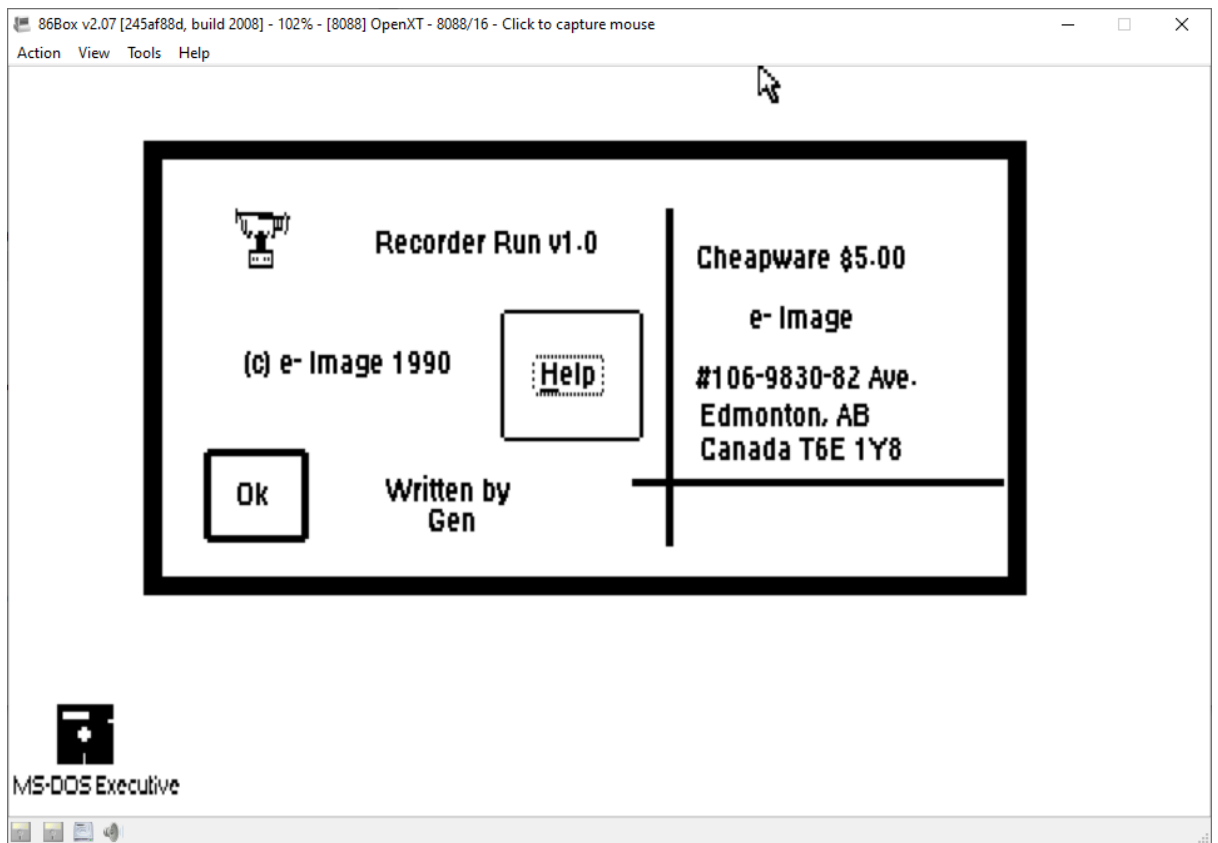 86Box v2.07 [245af88d, build 2008] - 102% - [8088] OpenXT - 8088/16 - Click to capture mouse
Action View Tools Help
Recorder Run v1.0
(c) e- Image 1990
Help
Ok
Written by
Gen
Cheapware $5.00
e- Image
#106-9830-82 Ave.
Edmonton, AB
Canada T6E 1Y8
MS-DOS Executive